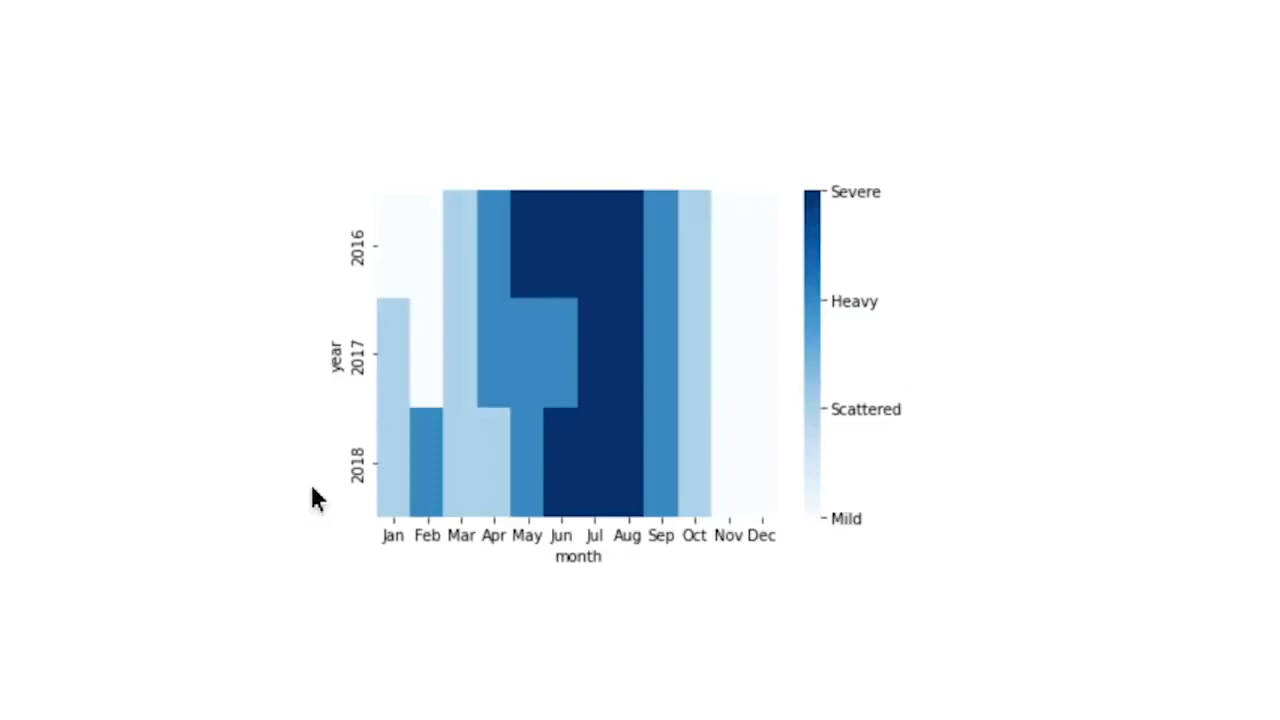 Severe
2016
Heavy
year
2017
Scattered
2018
Mild
Jan Feb Mar Apr May Jun Jul Aug Sep Oct Nov Dec
month